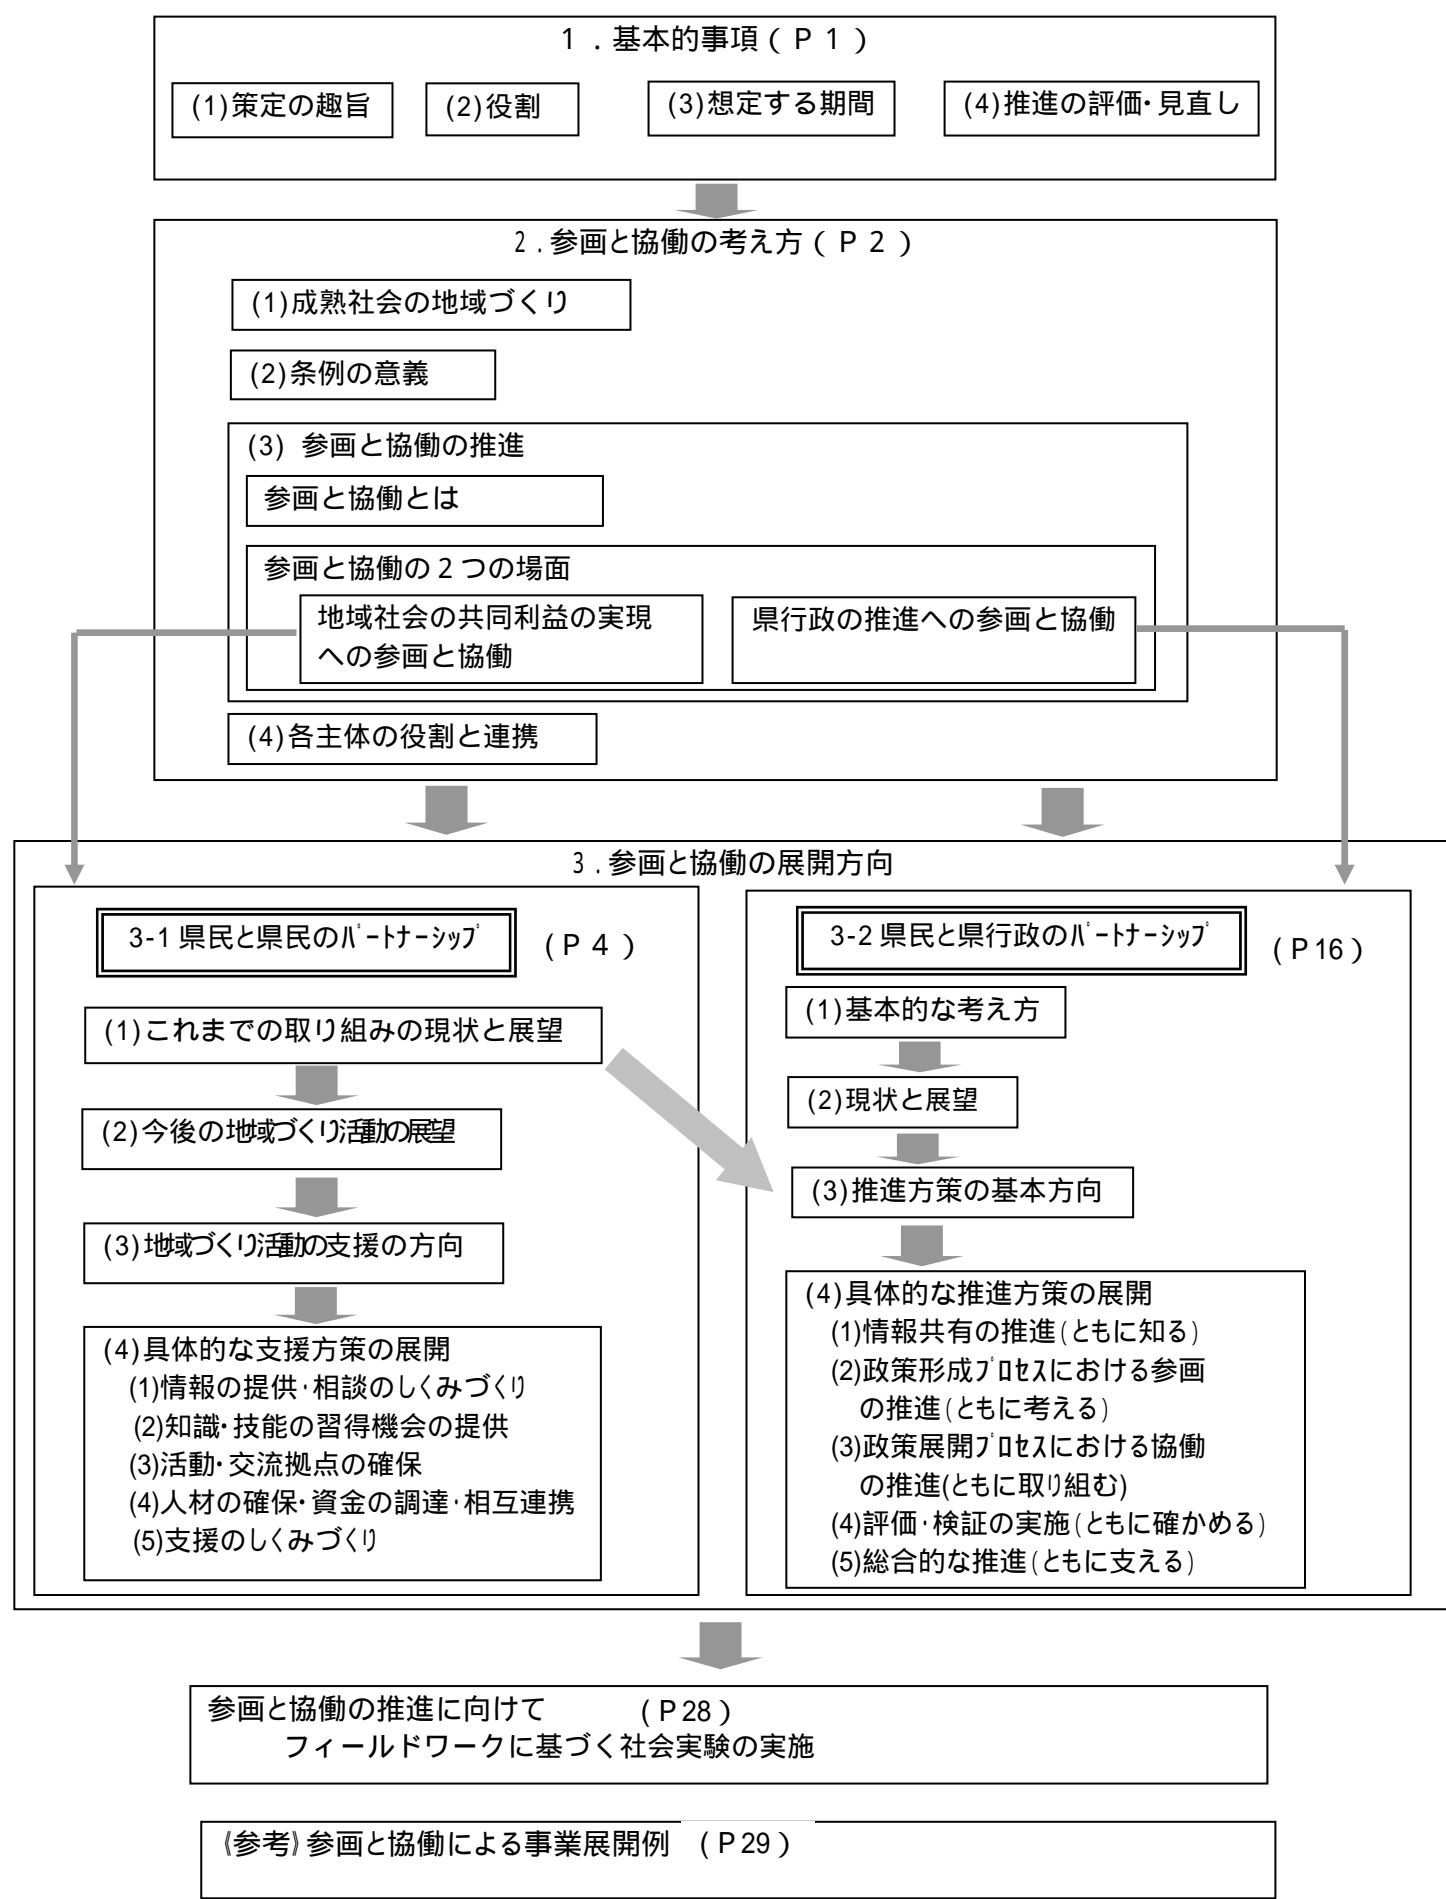 1．基本的事項（P1）
(1)策定の趣旨
(2)役割
(3)想定する期間
(4)推進の評価・見直し
2．参画と協働の考え方（P2）
(1)成熟社会の地域づくり
(2)条例の意義
(3) 参画と協働の推進
参画と協働とは
参画と協働の2つの場面
地域社会の共同利益の実現
への参画と協働
県行政の推進への参画と協働
(4)各主体の役割と連携
3．参画と協働の展開方向
3-1 県民と県民のﾊﾟｰﾄﾅｰｼｯﾌﾟ （P4）
(1)これまでの取り組みの現状と展望
(2)今後の地域づくり活動の展望
(3)地域づくり活動の支援の方向
(4)具体的な支援方策の展開
(1)情報の提供・相談のしくみづくり
(2)知識・技能の習得機会の提供
(3)活動・交流拠点の確保
(4)人材の確保・資金の調達・相互連携
(5)支援のしくみづくり
3-2 県民と県行政のﾊﾟｰﾄﾅｰｼｯﾌﾟ （P16）
(1)基本的な考え方
(2)現状と展望
(3)推進方策の基本方向
(4)具体的な推進方策の展開
(1)情報共有の推進(ともに知る)
(2)政策形成ﾌﾟﾛｾｽにおける参画
の推進(ともに考える)
(3)政策展開ﾌﾟﾛｾｽにおける協働
の推進(ともに取り組む)
(4)評価・検証の実施(ともに確かめる)
(5)総合的な推進(ともに支える)
参画と協働の推進に向けて （P28）
フィールドワークに基づく社会実験の実施
《参考》参画と協働による事業展開例 （P29）